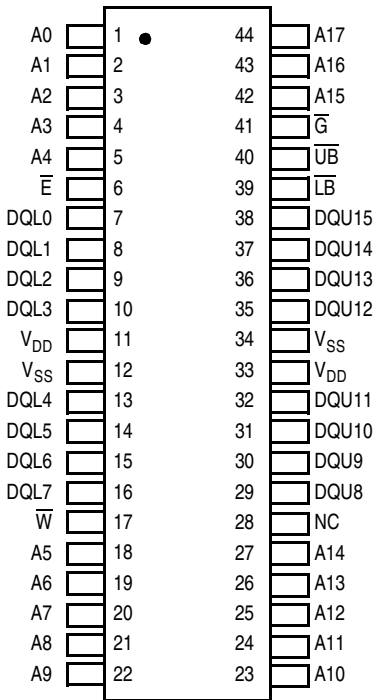 A0 1 44 A17
A1 2 43 A16
A2 3 42 A15
A3 4 41 G̅
A4 5 40 U̅B̅
E̅ 6 39 L̅B̅
DQL0 7 38 DQU15
DQL1 8 37 DQU14
DQL2 9 36 DQU13
DQL3 10 35 DQU12
VDD 11 34 VSS
VSS 12 33 VDD
DQL4 13 32 DQU11
DQL5 14 31 DQU10
DQL6 15 30 DQU9
DQL7 16 29 DQU8
W̅ 17 28 NC
A5 18 27 A14
A6 19 26 A13
A7 20 25 A12
A8 21 24 A11
A9 22 23 A10